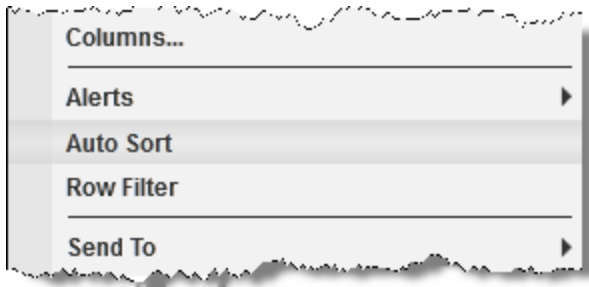 Columns...
Alerts
Auto Sort
Row Filter
Send To